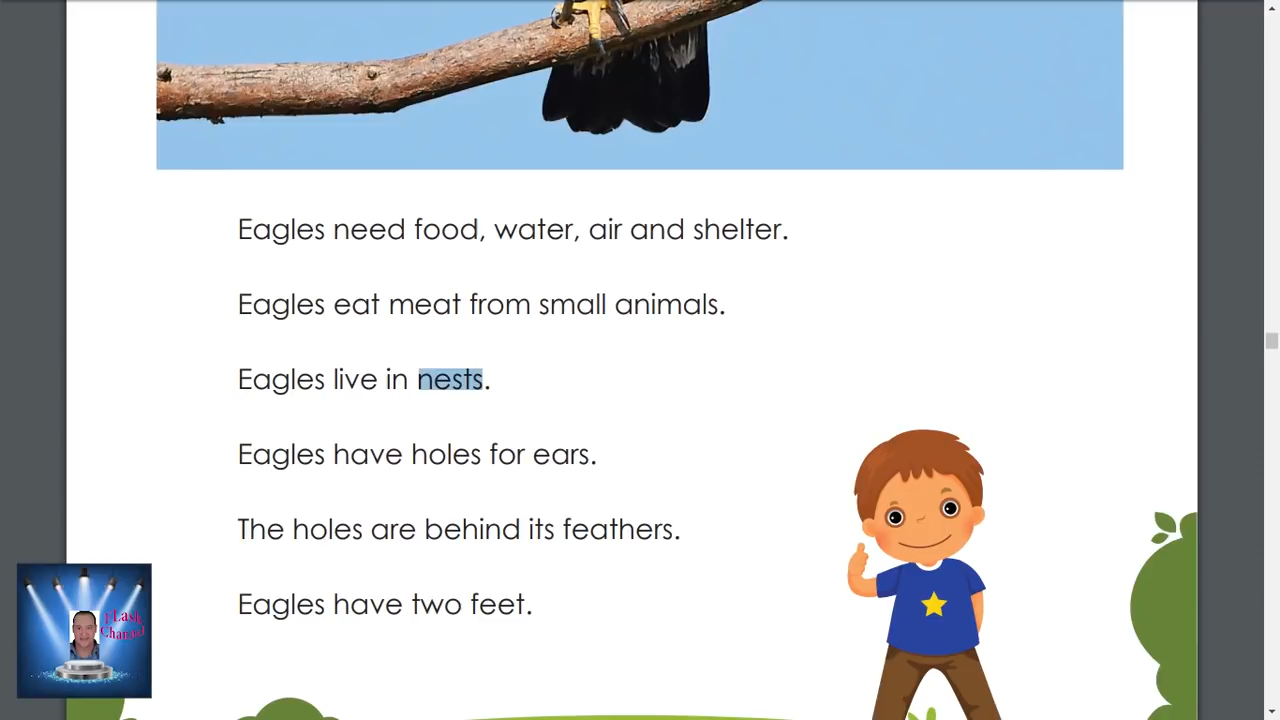 Eagles need food, water, air and shelter.
Eagles eat meat from small animals.
Eagles live in nests.
Eagles have holes for ears.
The holes are behind its feathers.
Eagles have two feet.
fLash
Channel